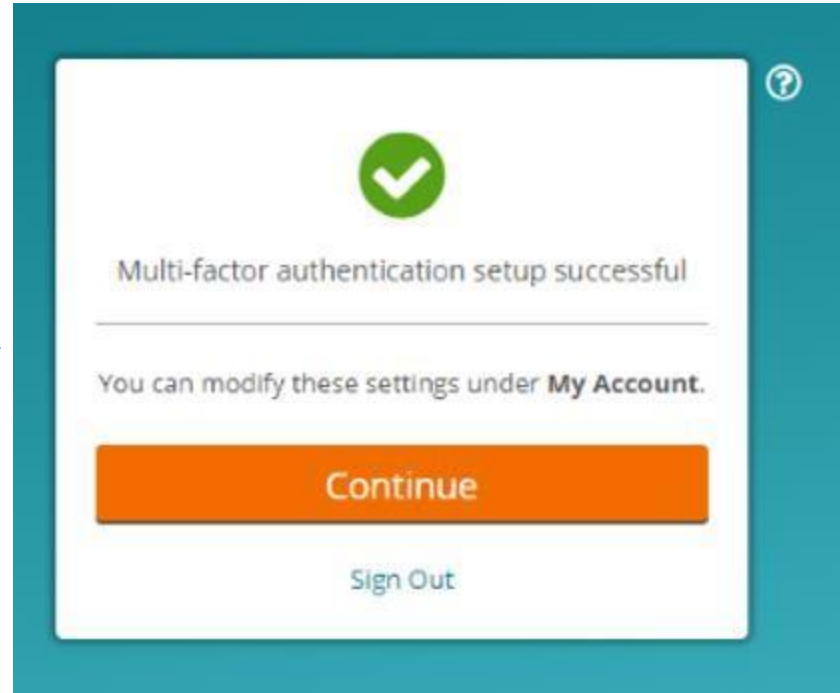 ?
Multi-factor authentication setup successful
You can modify these settings under My Account.
Continue
Sign Out